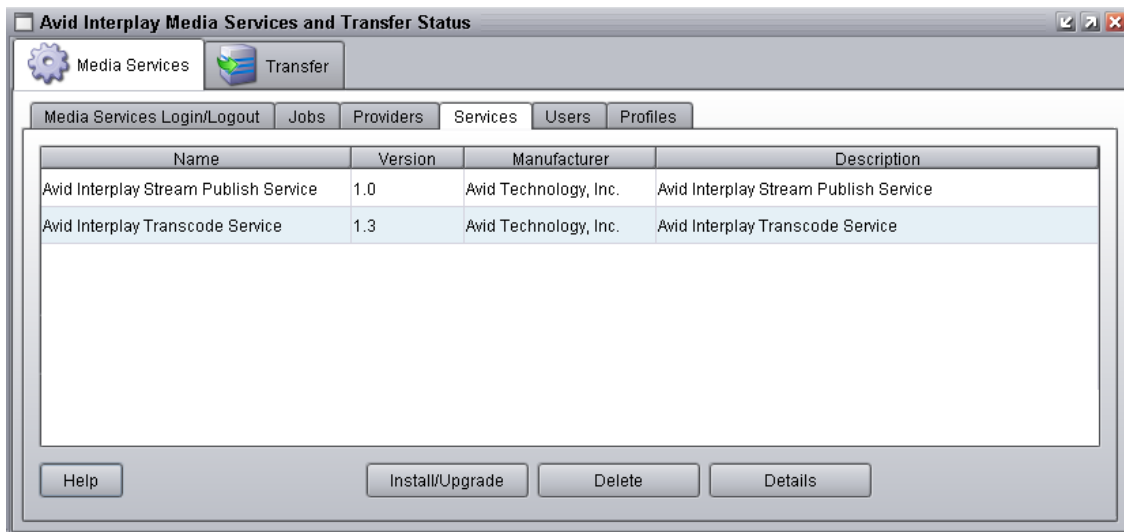 Avid Interplay Media Services and Transfer Status
Media Services Transfer
Media Services Login/Logout Jobs Providers Services Users Profiles
Name Version Manufacturer Description
Avid Interplay Stream Publish Service 1.0 Avid Technology, Inc. Avid Interplay Stream Publish Service
Avid Interplay Transcode Service 1.3 Avid Technology, Inc. Avid Interplay Transcode Service
Help Install/Upgrade Delete Details